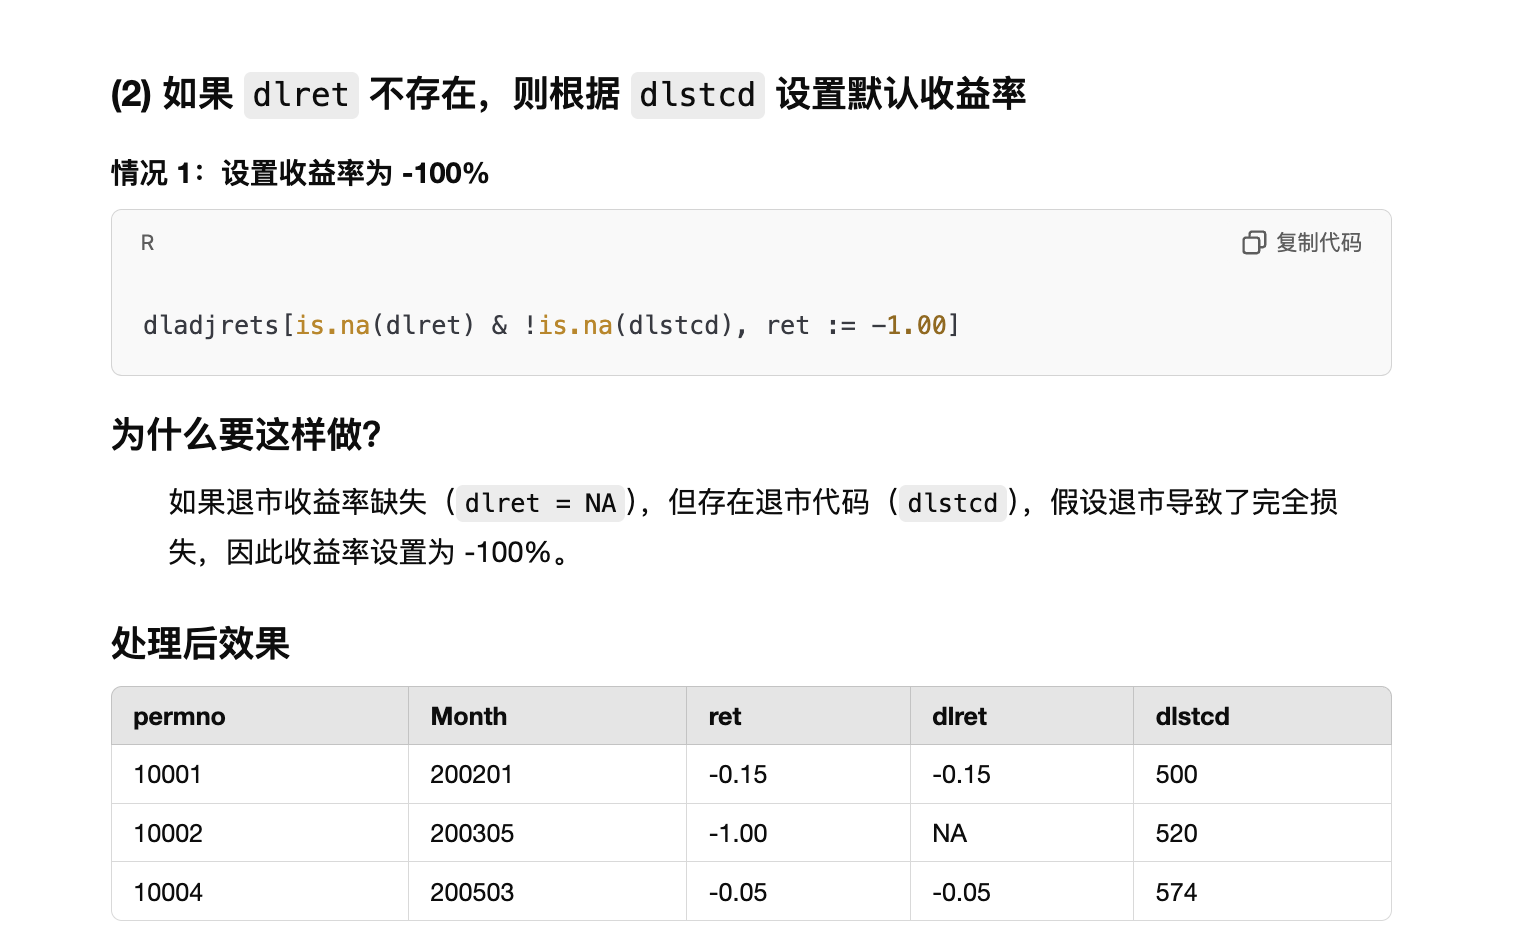 (2) 如果 dlret 不存在，则根据 dlstcd 设置默认收益率
情况 1：设置收益率为 -100%
R 复制代码
dladjrets[is.na(dlret) & !is.na(dlstcd), ret := -1.00]
为什么要这样做？
如果退市收益率缺失（dlret = NA），但存在退市代码（dlstcd），假设退市导致了完全损
失，因此收益率设置为 -100%。
处理后效果
permno Month ret dlret dlstcd
10001 200201 -0.15 -0.15 500
10002 200305 -1.00 NA 520
10004 200503 -0.05 -0.05 574